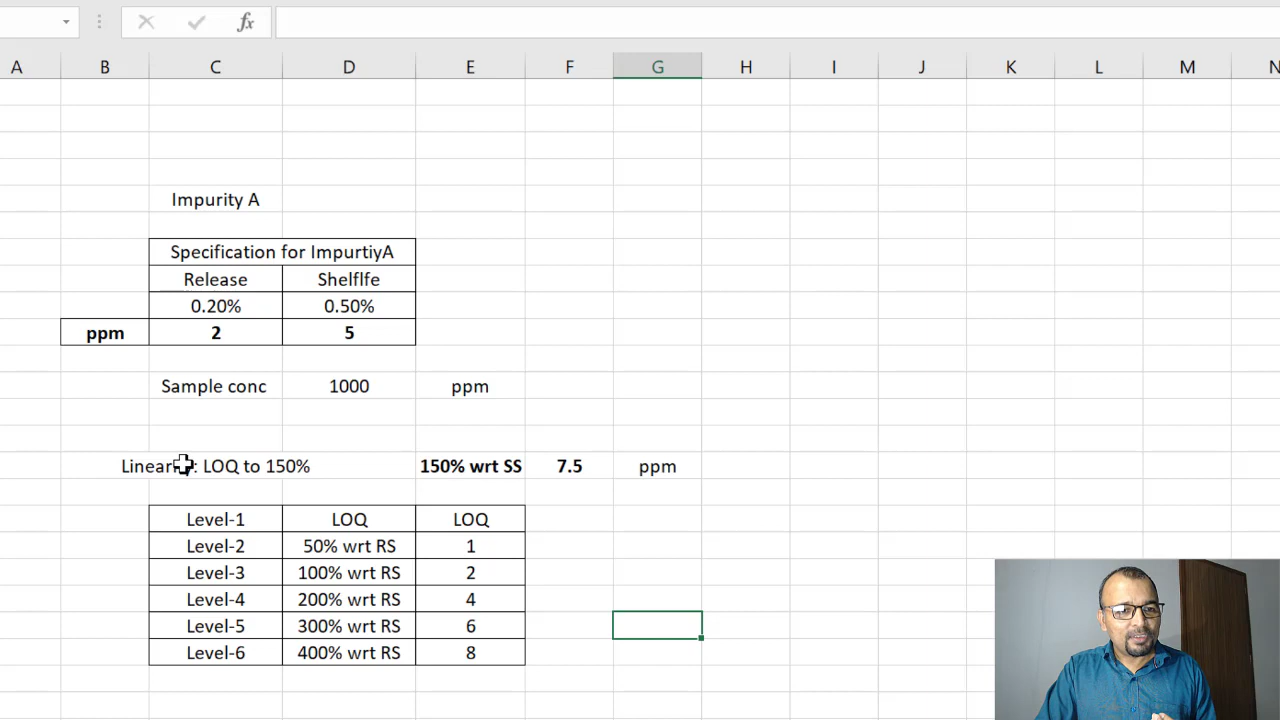 fx
A B C D E F G H I J K L M N
Impurity A
Specification for ImpurtiyA
Release Shelflfe
0.20% 0.50%
ppm 2 5
Sample conc 1000 ppm
: LOQ to 150% 150% wrt SS 7.5 ppm
Level-1 LOQ LOQ
Level-2 50% wrt RS 1
Level-3 100% wrt RS 2
Level-4 200% wrt RS 4
Level-5 300% wrt RS 6
Level-6 400% wrt RS 8